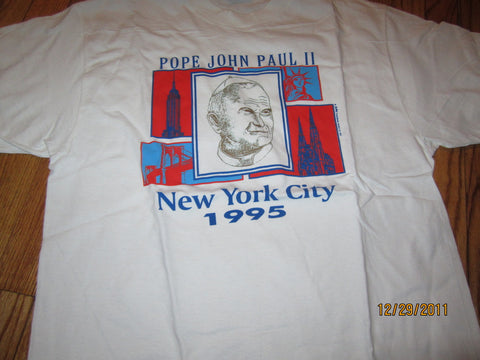 POPE JOHN PAUL II
New York City
1995
12/29/2011